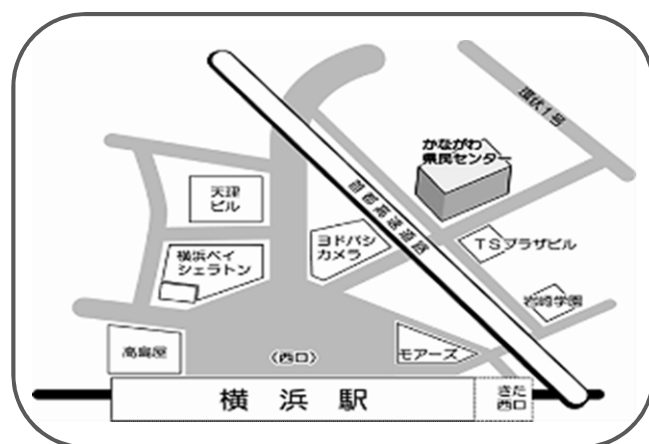 環状1号
かながわ
県民センター
首都高速道路
天理
ビル
ヨドバシ
カメラ
TSプラザビル
横浜ベイ
シェラトン
岩崎学園
高島屋
(西口)
モアーズ
横浜駅
きた
西口